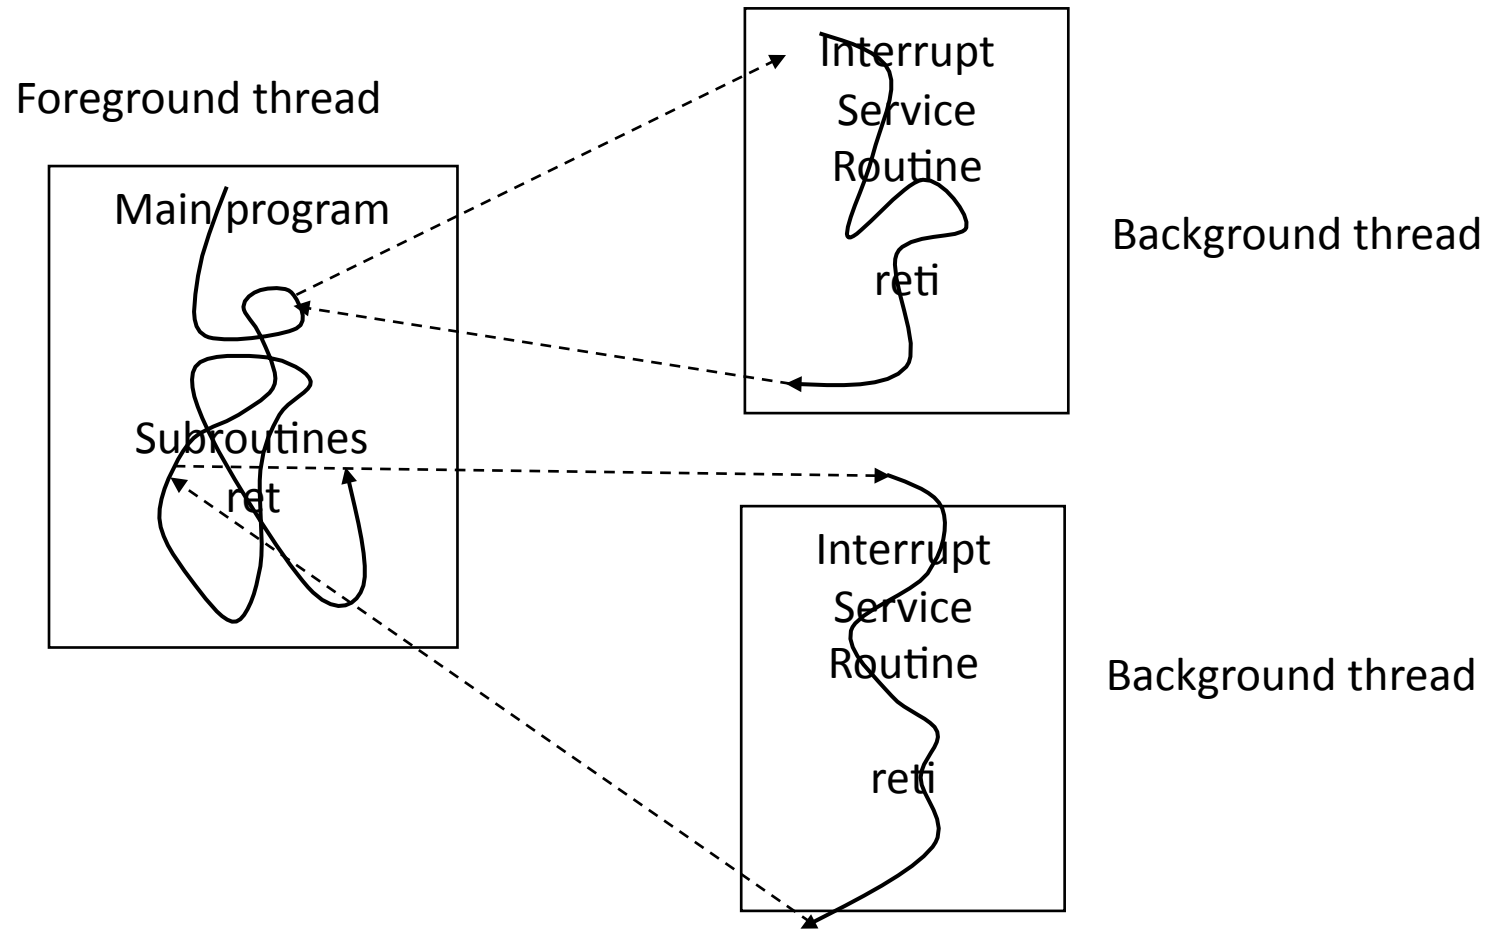 Foreground thread
Main program
Subroutines
ret
Interrupt
Service
Routine
reti
Background thread
Interrupt
Service
Routine
reti
Background thread